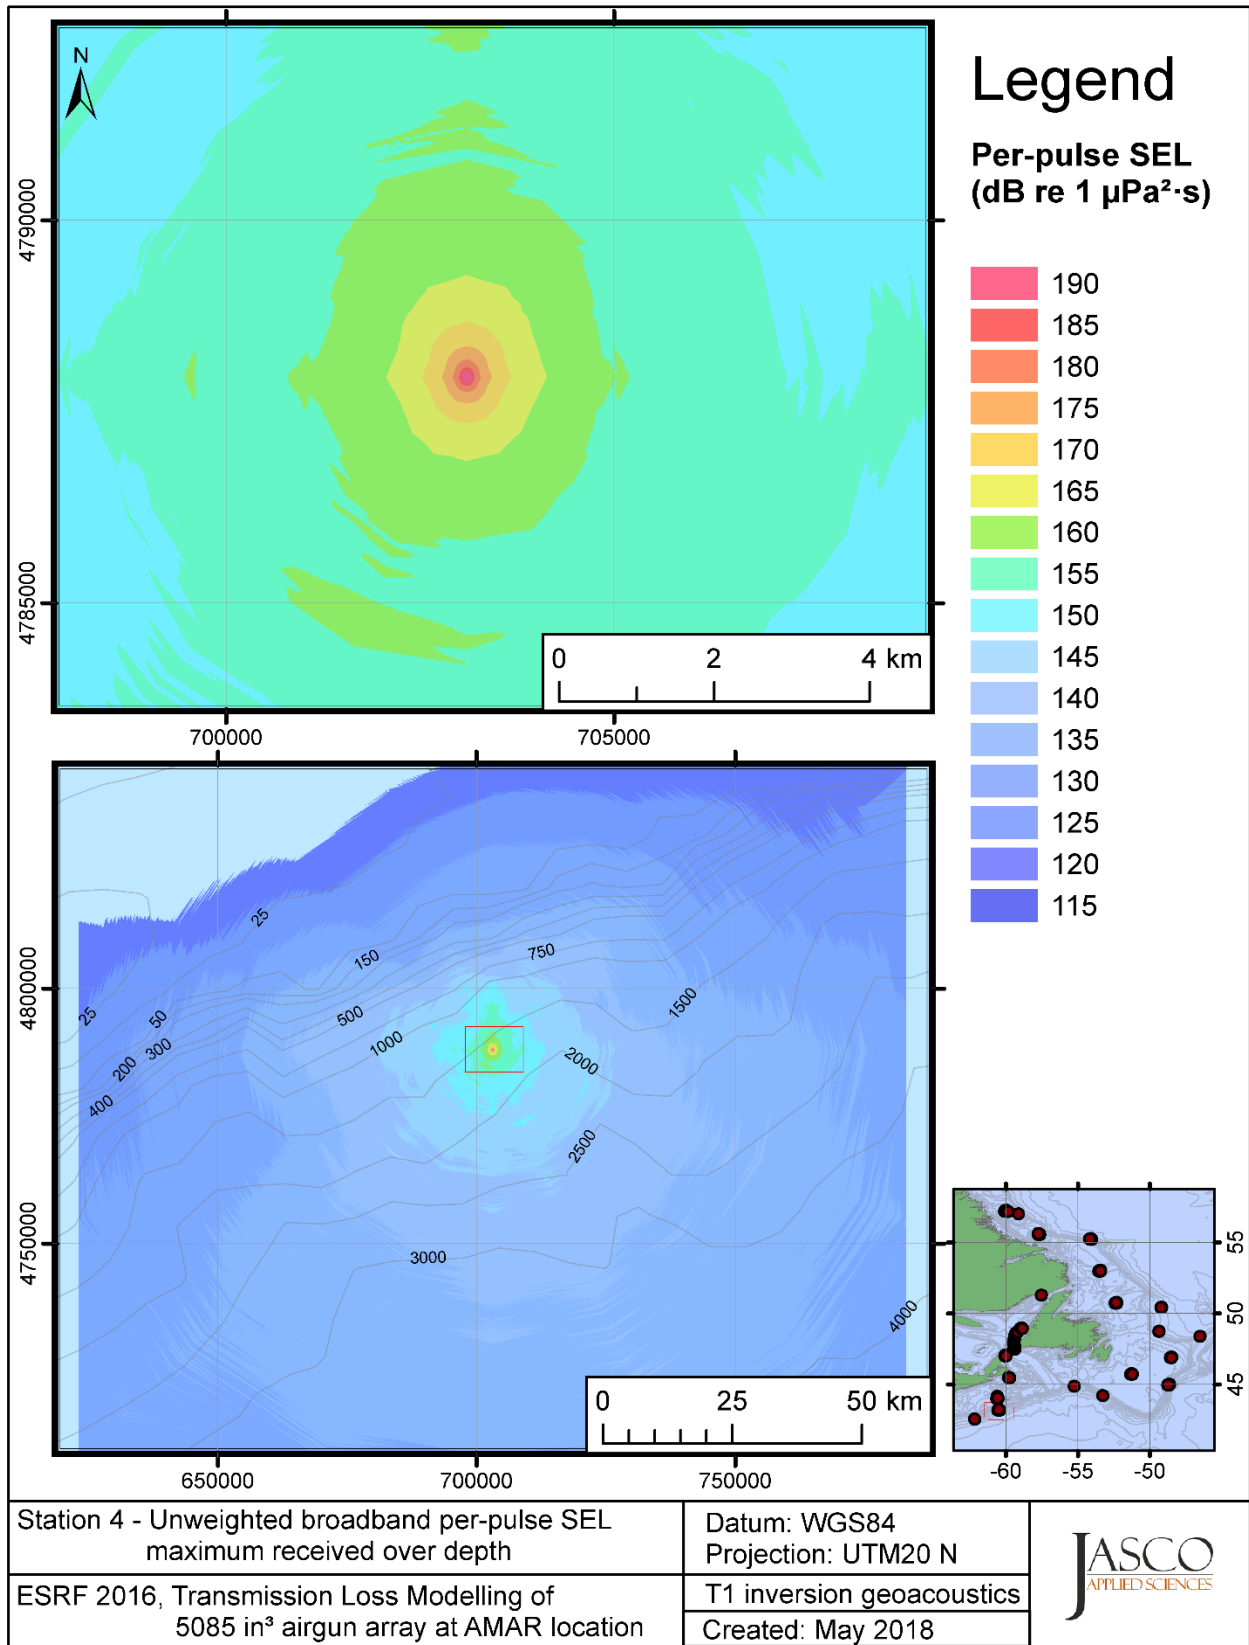 N
4790000
4785000
0 2 4 km
700000 705000
Legend
Per-pulse SEL
(dB re 1 µPa²·s)
190
185
180
175
170
165
160
155
150
145
140
135
130
125
120
115
4800000
4750000
25
150
750
25
50
500
1500
200
300
1000
2000
400
2500
3000
4000
0 25 50 km
650000 700000 750000
55
50
45
-60 -55 -50
Station 4 - Unweighted broadband per-pulse SEL
maximum received over depth
ESRF 2016, Transmission Loss Modelling of
5085 in³ airgun array at AMAR location
Datum: WGS84
Projection: UTM20 N
T1 inversion geoacoustics
Created: May 2018
JASCO
APPLIED SCIENCES